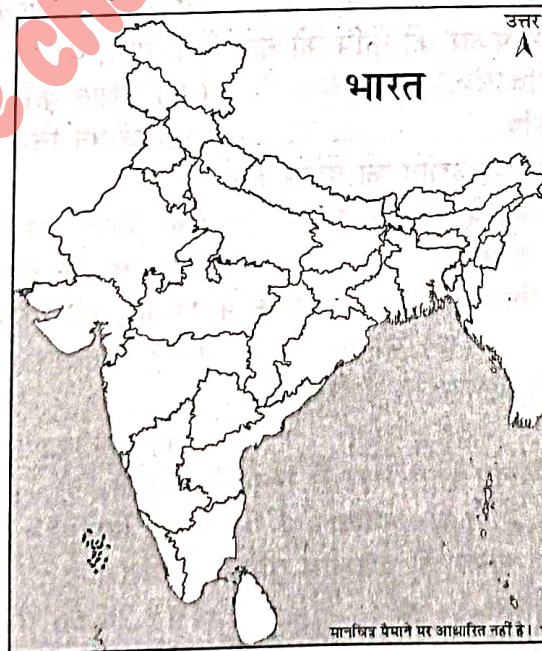 उत्तर
भारत
मानचित्र पैमाने पर आधारित नहीं है।